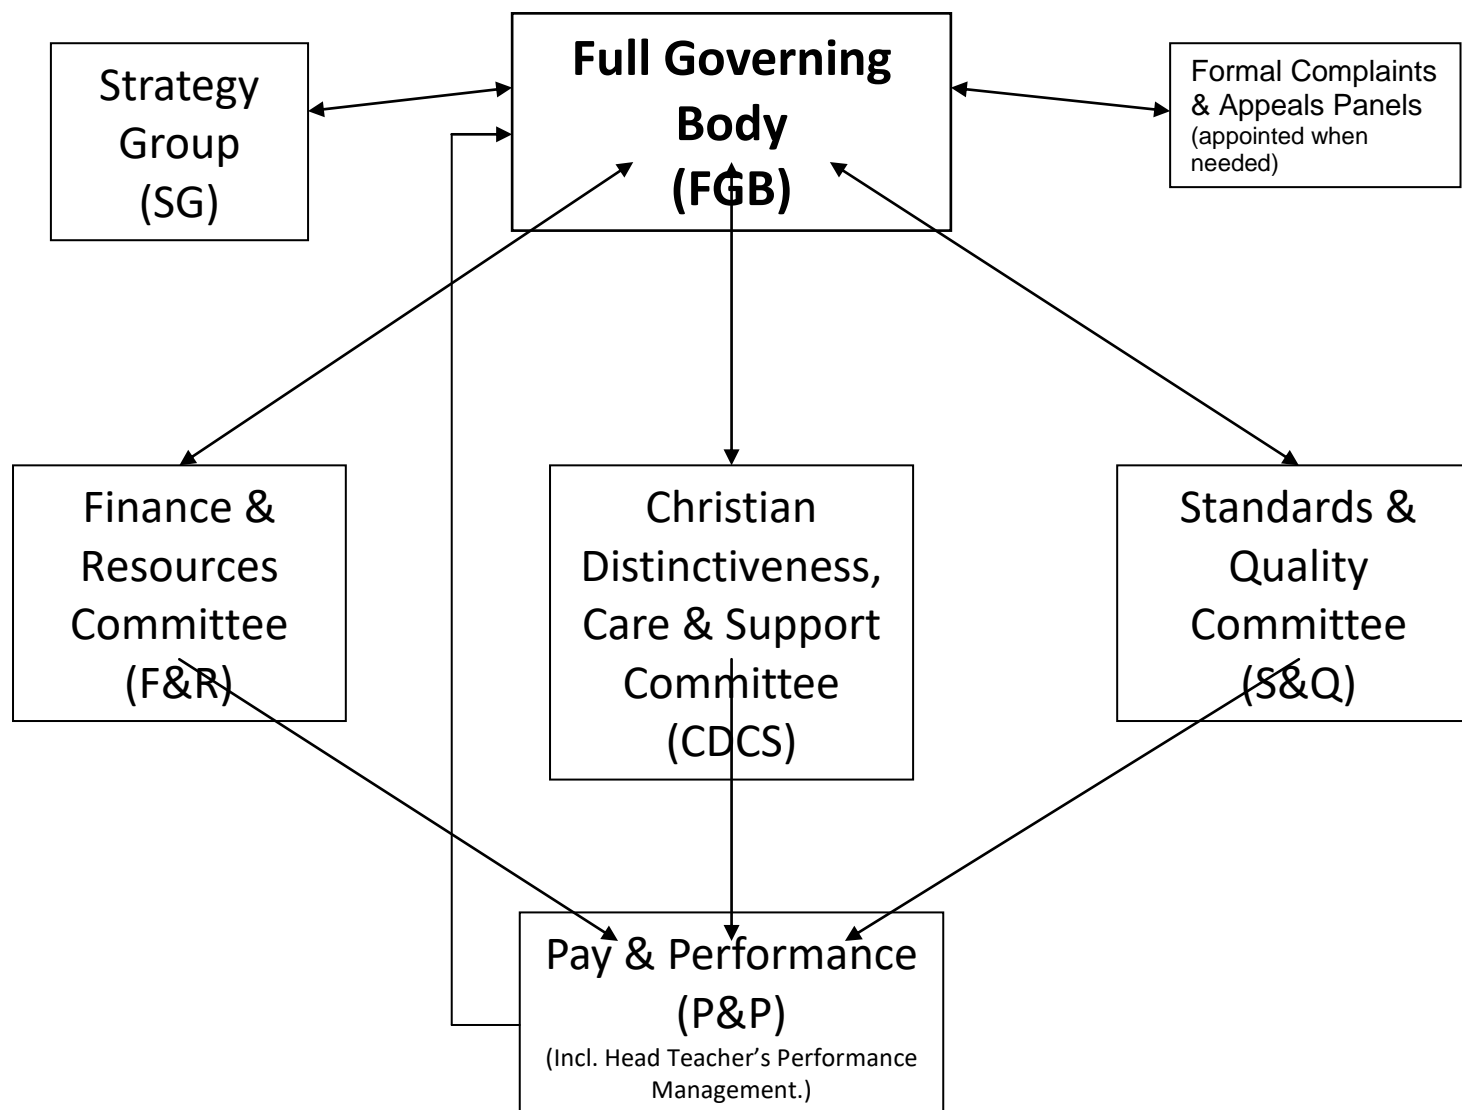 Strategy
Group
(SG)
Full Governing
Body
(FGB)
Formal Complaints
& Appeals Panels
(appointed when
needed)
Finance &
Resources
Committee
(F&R)
Christian
Distinctiveness,
Care & Support
Committee
(CDCS)
Standards &
Quality
Committee
(S&Q)
Pay & Performance
(P&P)
(Incl. Head Teacher’s Performance
Management.)